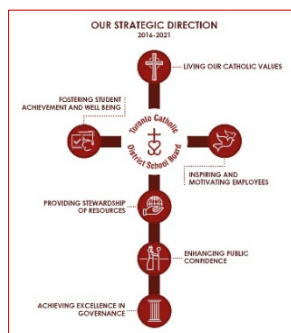 OUR STRATEGIC DIRECTION
2016-2021
LIVING OUR CATHOLIC VALUES
FOSTERING STUDENT
ACHIEVEMENT AND WELL BEING
Toronto Catholic
District School Board
INSPIRING AND
MOTIVATING EMPLOYEES
PROVIDING STEWARDSHIP
OF RESOURCES
ENHANCING PUBLIC
CONFIDENCE
ACHIEVING EXCELLENCE IN
GOVERNANCE